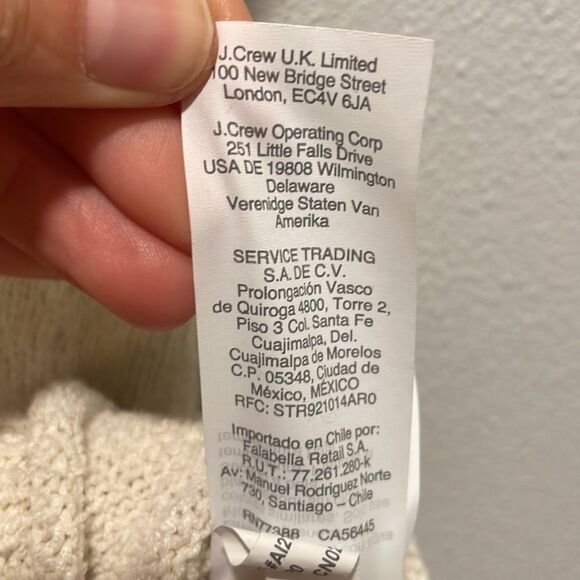 J.Crew U.K. Limited
100 New Bridge Street
London, EC4V 6JA
J.Crew Operating Corp
251 Little Falls Drive
USA DE 19808 Wilmington
Delaware
Verenidge Staten Van
Amerika
SERVICE TRADING
S.A. DE C.V.
Prolongación Vasco
de Quiroga 4800, Torre 2,
Piso 3 Col. Santa Fe
Cuajimalpa, Del.
Cuajimalpa de Morelos
C.P. 05348, Ciudad de
México, MÉXICO
RFC: STR921014AR0
Importado en Chile por:
Falabella Retail S.A.
R.U.T.: 77.261.280-k
Av: Manuel Rodriguez Norte
730, Santiago – Chile
RN77388 CA56445